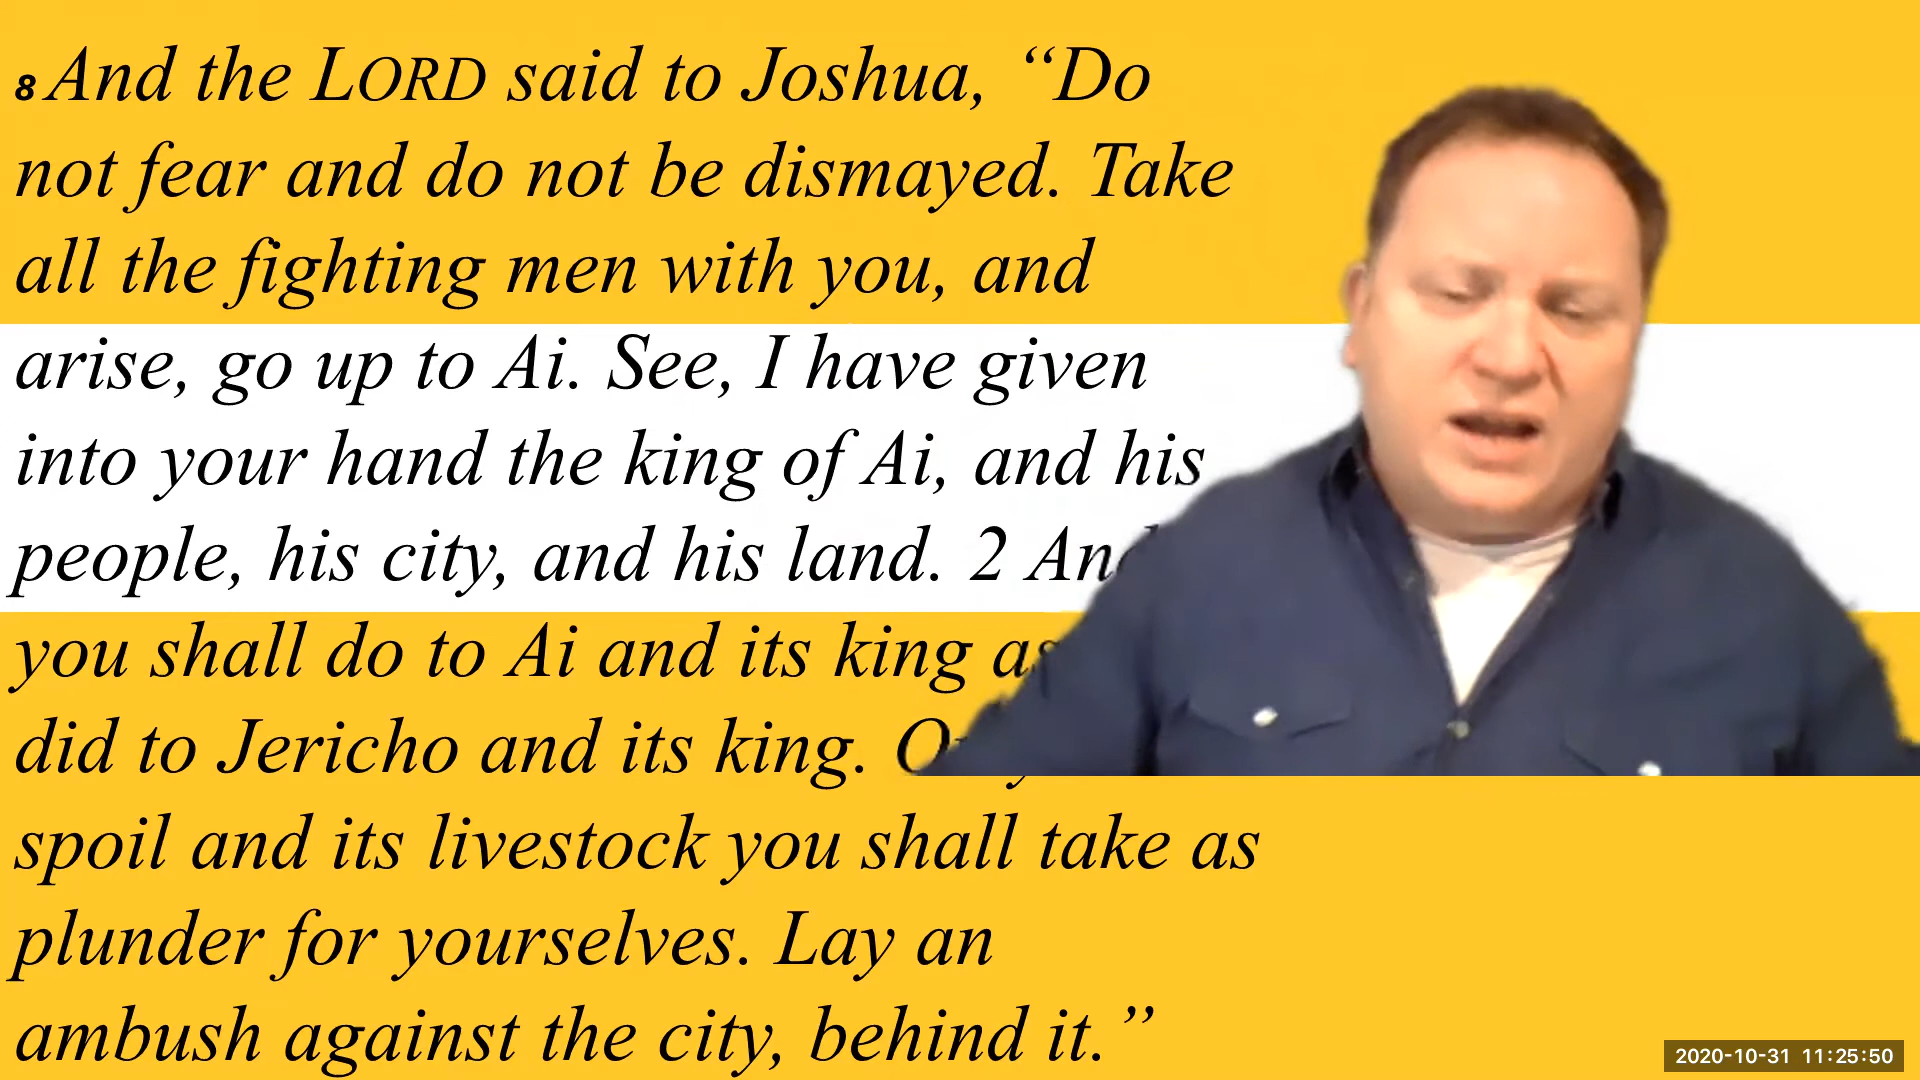 8 And the LORD said to Joshua, “Do
not fear and do not be dismayed. Take
all the fighting men with you, and
arise, go up to Ai. See, I have given
into your hand the king of Ai, and his
people, his city, and his land. 2 And
you shall do to Ai and its king as
did to Jericho and its king.
spoil and its livestock you shall take as
plunder for yourselves. Lay an
ambush against the city, behind it.”
2020-10-31 11:25:50